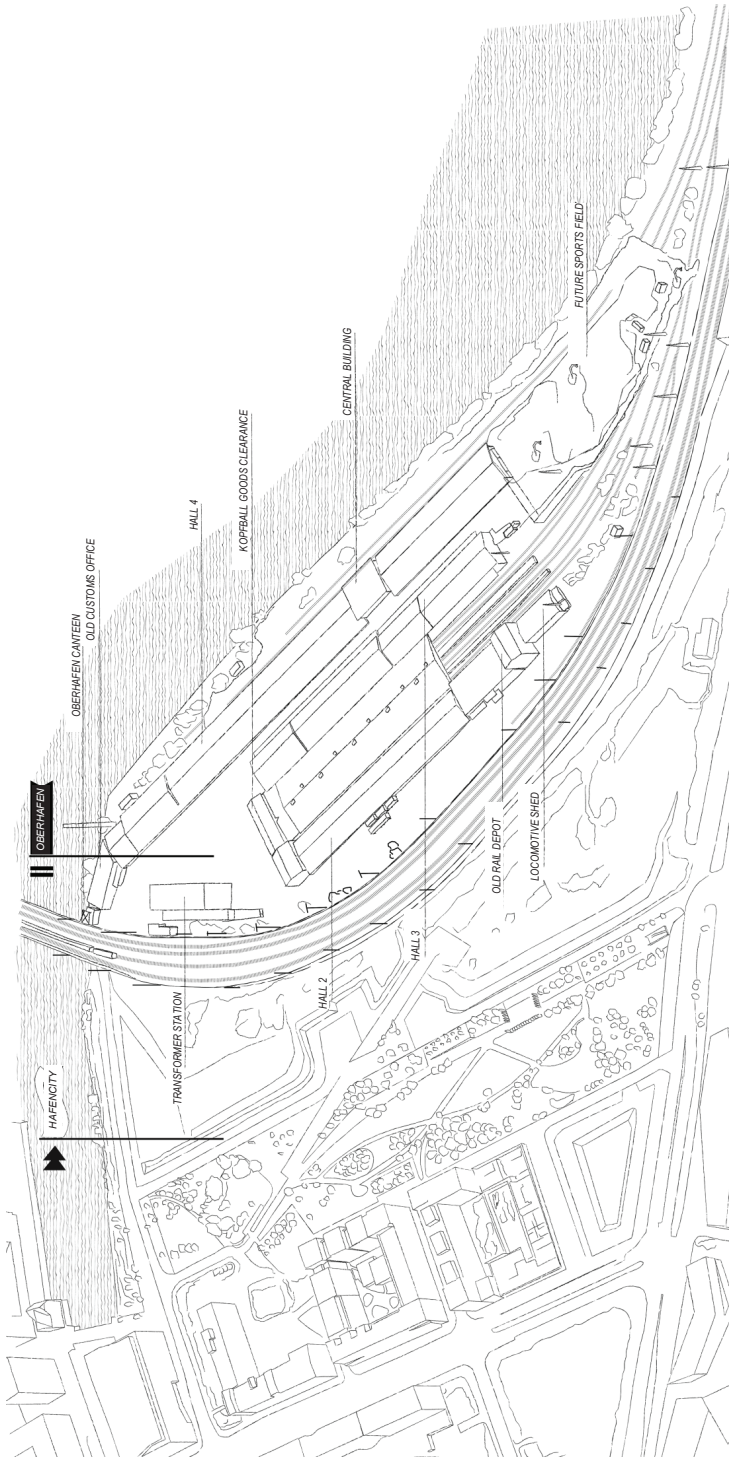 OBERHAFEN
OBERHAFEN CANTEEN
OLD CUSTOMS OFFICE
HALL 4
KOPFBALL GOODS CLEARANCE
CENTRAL BUILDING
FUTURE SPORTS FIELD
HAFENCITY
TRANSFORMER STATION
HALL 2
HALL 3
OLD RAIL DEPOT
LOCOMOTIVE SHED